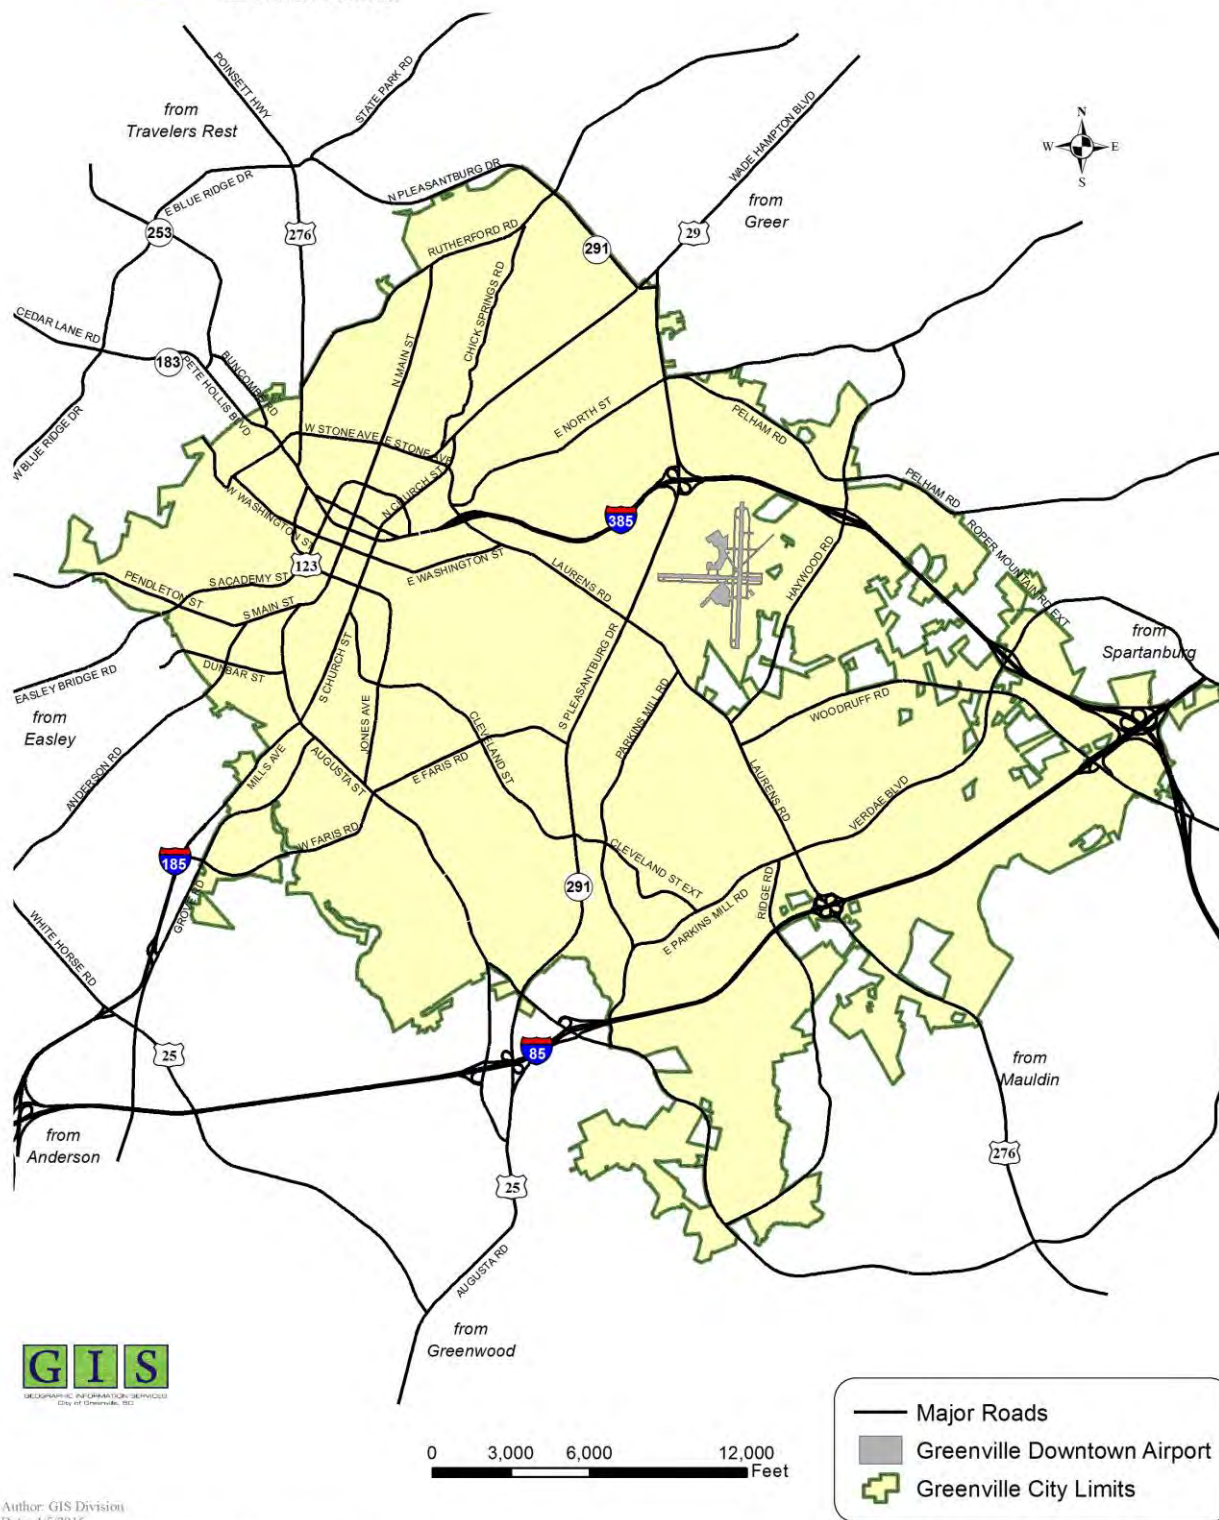 POINSETT HWY
STATE PARK RD
from
Travelers Rest
N
W
E
S
WADE HAMPTON BLVD
N PLEASANTBURG DR
E BLUE RIDGE DR
from
Greer
253
276
RUTHERFORD RD
291
29
CHICK SPRINGS RD
CEDAR LANE RD
N MAIN ST
183
BUNCOMBE RD
PETE HOLLIS BLVD
W BLUE RIDGE DR
E NORTH ST
PELHAM RD
W STONE AVE
E STONE AVE
N CHURCH ST
PELHAM RD
W WASHINGTON ST
385
ROPER MOUNTAIN RD EXT
E WASHINGTON ST
LAURENS RD
HAYWOOD RD
123
S ACADEMY ST
PENDLETON ST
S MAIN ST
from
Spartanburg
S CHURCH ST
DUNBAR ST
EASLEY BRIDGE RD
S PLEASANTBURG DR
PARKINS MILL RD
WOODRUFF RD
from
Easley
JONES AVE
CLEVELAND ST
ANDERSON RD
MILLS AVE
AUGUSTA ST
E FARIS RD
LAURENS RD
VERDAE BLVD
W FARIS RD
185
CLEVELAND ST EXT
291
GROVE RD
RIDGE RD
E PARKINS MILL RD
WHITE HORSE RD
25
85
from
Mauldin
from
Anderson
276
25
AUGUSTA RD
from
Greenwood
G I S
GEOGRAPHIC INFORMATION SERVICES
City of Greenville, SC
0 3,000 6,000 12,000
Feet
Major Roads
Greenville Downtown Airport
Greenville City Limits
Author: GIS Division